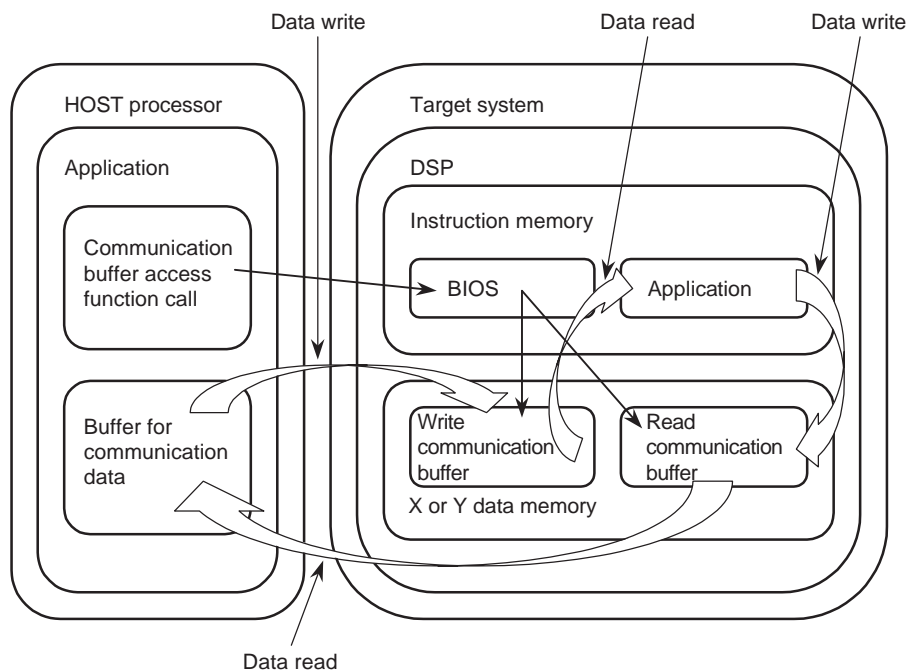 Data write
Data read
Data write
HOST processor
Target system
Application
DSP
Instruction memory
Communication
buffer access
function call
BIOS
Application
Buffer for
communication
data
Write
communication
buffer
Read
communication
buffer
X or Y data memory
Data read